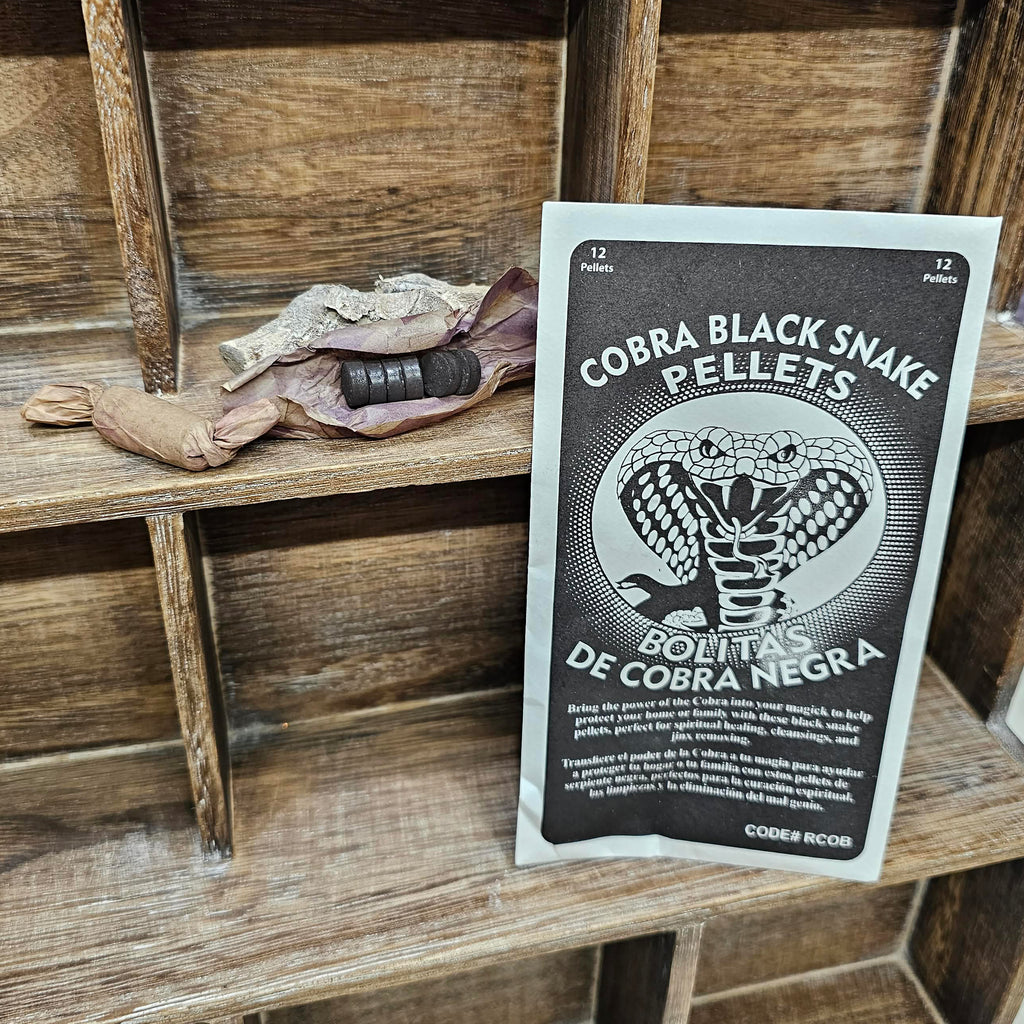 12
Pellets
12
Pellets
COBRA BLACK SNAKE
PELLETS
BOLITAS
DE COBRA NEGRA
Bring the power of the Cobra into your magick to help
protect your home or family with these black snake
pellets, perfect for spiritual healing, cleansings, and
jinx removing.
Transfiere el poder de la Cobra a tu magia para ayudar
a proteger tu hogar o tu familia con estos pellets de
serpiente negra, perfectos para la curación espiritual,
las limpiezas y la eliminación del mal genio.
CODE# RCOB